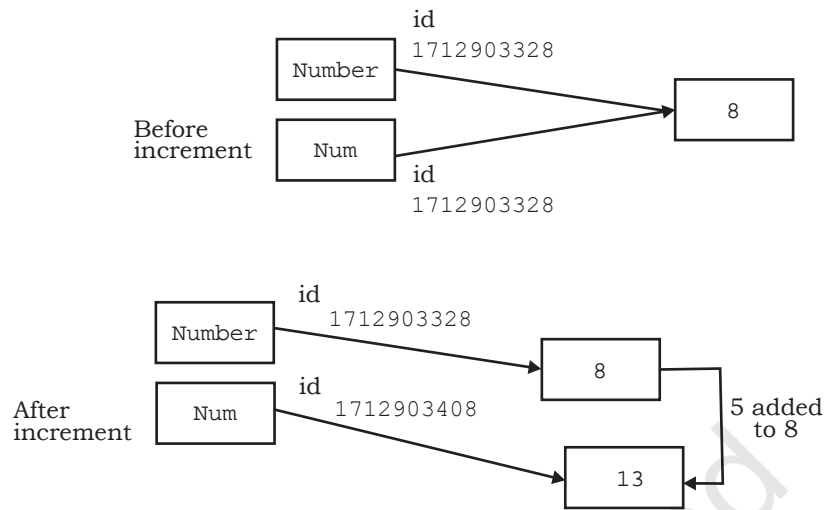 id
1712903328
Number
8
Before
increment
Num
id
1712903328
id
1712903328
Number
8
id
1712903408
After
increment
Num
5 added
to 8
13